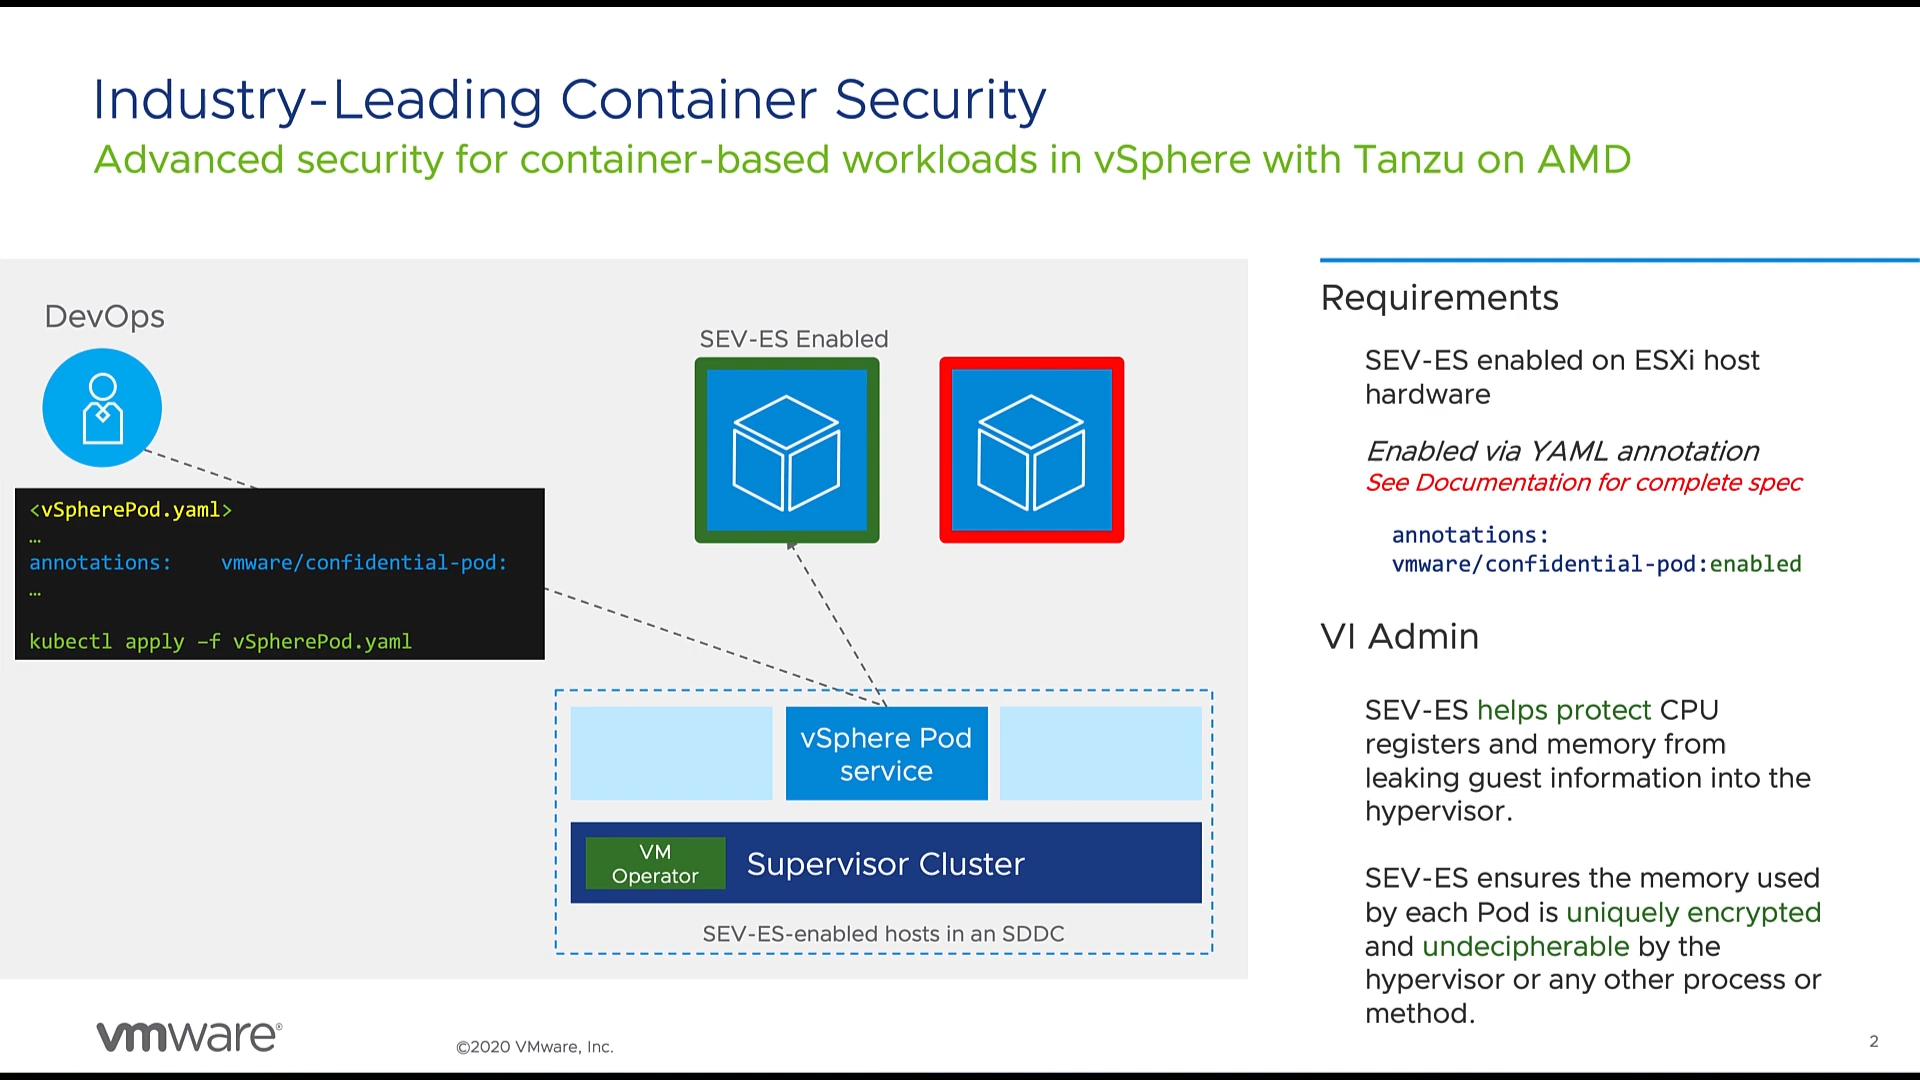 Industry-Leading Container Security
Advanced security for container-based workloads in vSphere with Tanzu on AMD
DevOps
<vSpherePod.yaml>
…
annotations: vmware/confidential-pod:
…
kubectl apply –f vSpherePod.yaml
SEV-ES Enabled
vSphere Pod
service
VM
Operator
Supervisor Cluster
SEV-ES-enabled hosts in an SDDC
Requirements
SEV-ES enabled on ESXi host
hardware
Enabled via YAML annotation
See Documentation for complete spec
annotations:
vmware/confidential-pod:enabled
VI Admin
SEV-ES helps protect CPU
registers and memory from
leaking guest information into the
hypervisor.
SEV-ES ensures the memory used
by each Pod is uniquely encrypted
and undecipherable by the
hypervisor or any other process or
method.
vmware®
©2020 VMware, Inc.
2